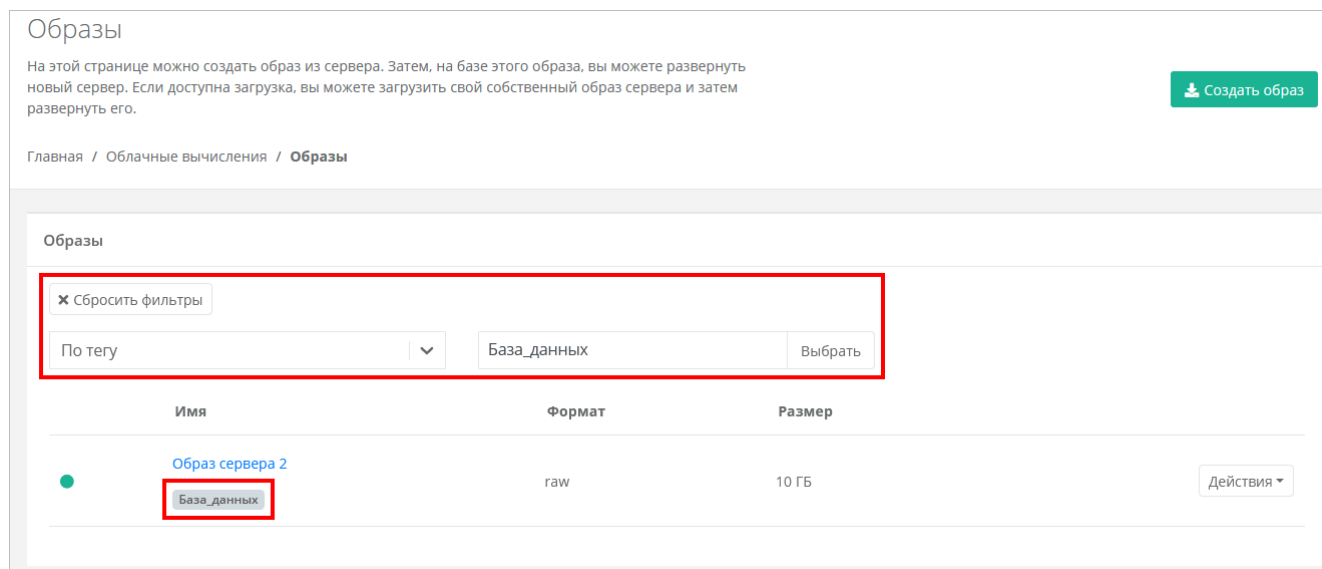 Образы
На этой странице можно создать образ из сервера. Затем, на базе этого образа, вы можете развернуть
новый сервер. Если доступна загрузка, вы можете загрузить свой собственный образ сервера и затем
развернуть его.
Создать образ
Главная / Облачные вычисления / Образы
Образы
Сбросить фильтры
По тегу База_данных Выбрать
Имя Формат Размер
Образ сервера 2
База_данных
raw 10 ГБ Действия